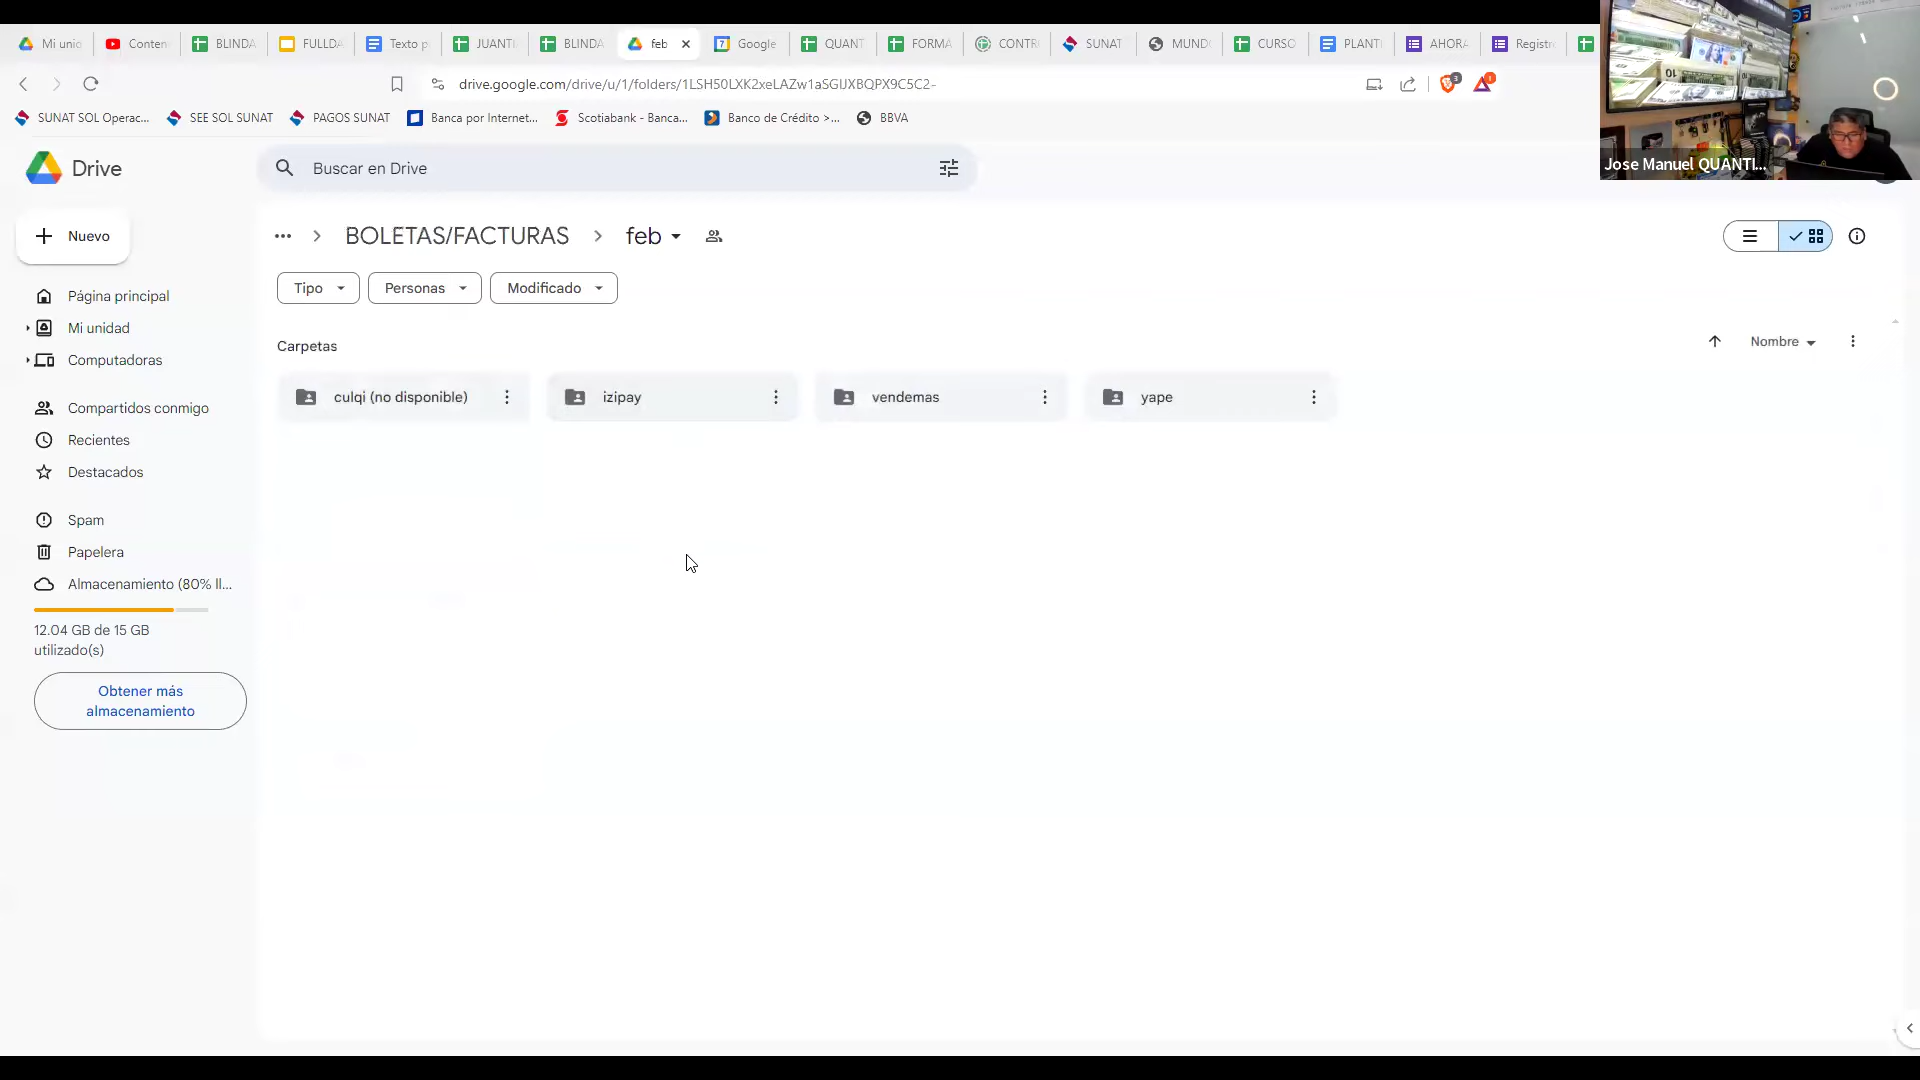 Mi unid
Conten
BLINDA
FULLDA
Texto p
JUANTI
BLINDA
feb
Google
QUANT
FORMA
CONTR
SUNAT
MUND
CURSO
PLANTI
AHORA
Registr
drive.google.com/drive/u/1/folders/1LSH50LXK2xeLAZw1aSGIJXBQPX9C5C2-
SUNAT SOL Operac...
SEE SOL SUNAT
PAGOS SUNAT
Banca por Internet...
Scotiabank - Banca...
Banco de Crédito >...
BBVA
Jose Manuel QUANTI...
Drive
Buscar en Drive
Nuevo
... > BOLETAS/FACTURAS > feb
Tipo
Personas
Modificado
Página principal
Mi unidad
Computadoras
Compartidos conmigo
Recientes
Destacados
Spam
Papelera
Almacenamiento (80% ll...
12.04 GB de 15 GB
utilizado(s)
Obtener más
almacenamiento
Carpetas
Nombre
culqi (no disponible)
izipay
vendemas
yape